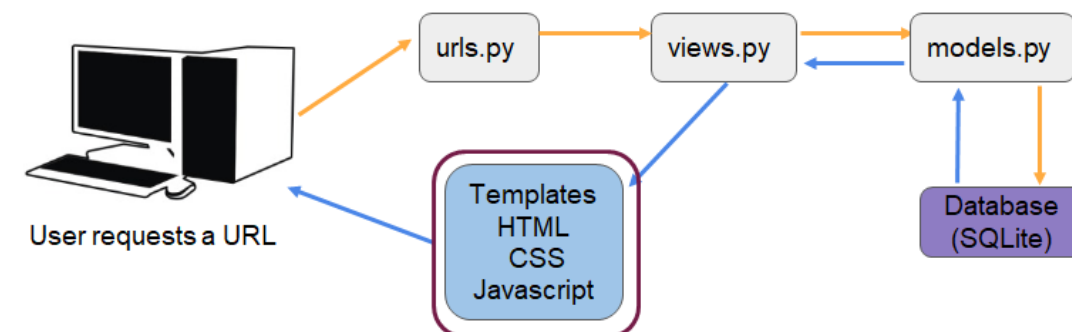 urls.py
views.py
models.py
User requests a URL
Templates
HTML
CSS
Javascript
Database
(SQLite)